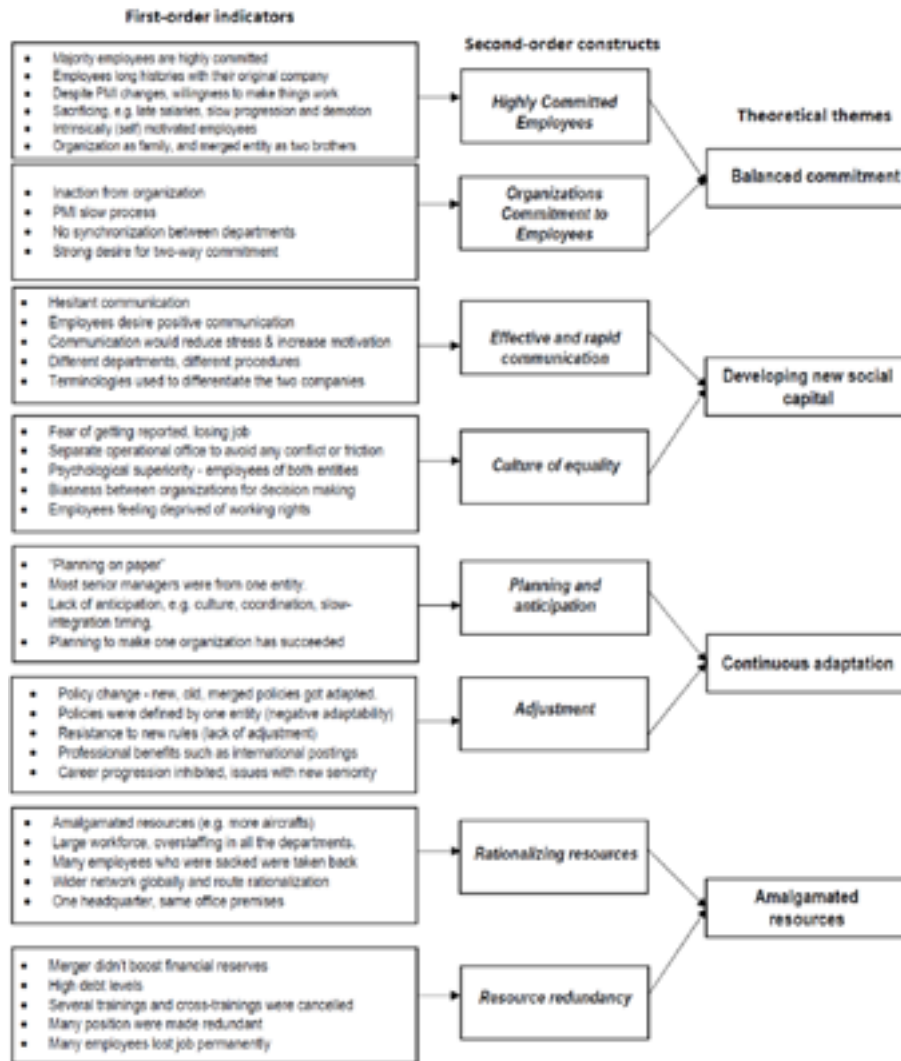 First-order indicators
Second-order constructs
Theoretical themes
• Majority employees are highly committed
• Employees long histories with their original company
• Despite PMI changes, willingness to make things work
• Sacrificing, e.g. late salaries, slow progression and demotion
• Intrinsically (self) motivated employees
• Organization as family, and merged entity as two brothers
Highly Committed
Employees
Balanced commitment
• Inaction from organization
• PMI slow process
• No synchronization between departments
• Strong desire for two-way commitment
Organizations
Commitment to
Employees
• Hesitant communication
• Employees desire positive communication
• Communication would reduce stress & increase motivation
• Different departments, different procedures
• Terminologies used to differentiate the two companies
Effective and rapid
communication
Developing new social
capital
• Fear of getting reported, losing job
• Separate operational office to avoid any conflict or friction
• Psychological superiority - employees of both entities
• Biasness between organizations for decision making
• Employees feeling deprived of working rights
Culture of equality
• "Planning on paper"
• Most senior managers were from one entity.
• Lack of anticipation, e.g. culture, coordination, slow-
integration timing.
• Planning to make one organization has succeeded
Planning and
anticipation
Continuous adaptation
• Policy change - new, old, merged policies got adapted.
• Policies were defined by one entity (negative adaptability)
• Resistance to new rules (lack of adjustment)
• Professional benefits such as international postings
• Career progression inhibited, issues with new seniority
Adjustment
• Amalgamated resources (e.g. more aircrafts)
• Large workforce, overstaffing in all the departments.
• Many employees who were sacked were taken back
• Wider network globally and route rationalization
• One headquarter, same office premises
Rationalizing resources
Amalgamated
resources
• Merger didn't boost financial reserves
• High debt levels
• Several trainings and cross-trainings were cancelled
• Many position were made redundant
• Many employees lost job permanently
Resource redundancy